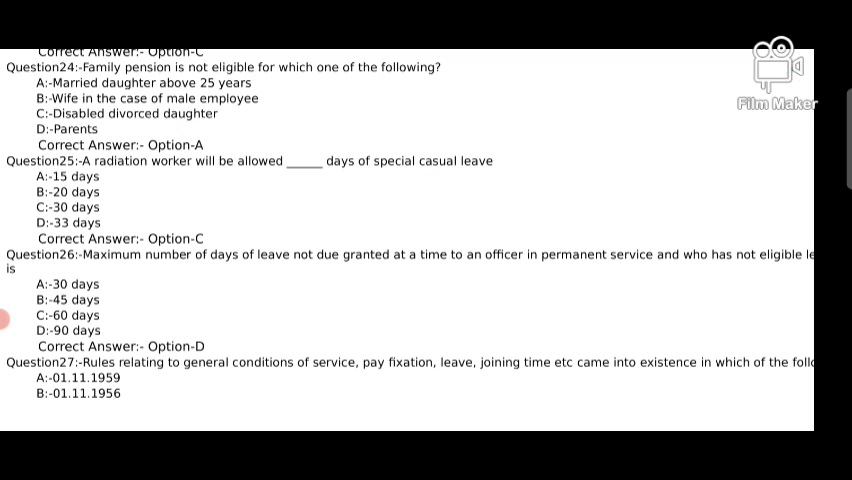 Correct Answer:- Option-C
Question24:-Family pension is not eligible for which one of the following?
A:-Married daughter above 25 years
B:-Wife in the case of male employee
C:-Disabled divorced daughter
D:-Parents
Correct Answer:- Option-A
Question25:-A radiation worker will be allowed ______ days of special casual leave
A:-15 days
B:-20 days
C:-30 days
D:-33 days
Correct Answer:- Option-C
Question26:-Maximum number of days of leave not due granted at a time to an officer in permanent service and who has not eligible le
is
A:-30 days
B:-45 days
C:-60 days
D:-90 days
Correct Answer:- Option-D
Question27:-Rules relating to general conditions of service, pay fixation, leave, joining time etc came into existence in which of the follo
A:-01.11.1959
B:-01.11.1956
Film Maker